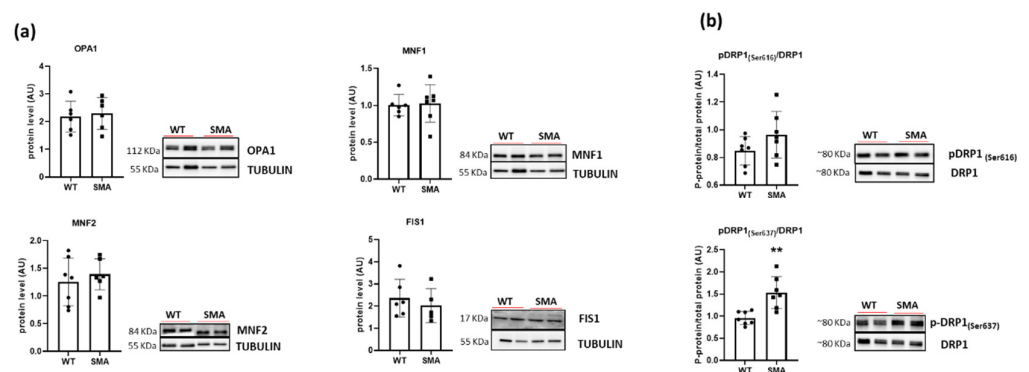 (a)
OPA1
protein level (AU)
4
3
2
1
0
WT
SMA
WT SMA
112 KDa OPA1
55 KDa TUBULIN
MNF1
protein level (AU)
1.5
1.0
0.5
0.0
WT
SMA
WT SMA
84 KDa MNF1
55 KDa TUBULIN
MNF2
protein level (AU)
2.0
1.5
1.0
0.5
0.0
WT
SMA
WT SMA
84 KDa MNF2
55 KDa TUBULIN
FIS1
protein level (AU)
5
4
3
2
1
0
WT
SMA
WT SMA
17 KDa FIS1
55 KDa TUBULIN
(b)
pDRP1(Ser616)/DRP1
P-protein/total protein (AU)
1.4
1.2
1.0
0.8
0.6
WT
SMA
WT SMA
~80 KDa pDRP1 (Ser616)
~80 KDa DRP1
pDRP1(Ser637)/DRP1
P-protein/total protein (AU)
2.5
2.0
1.5
1.0
0.5
0.0
**
WT
SMA
WT SMA
~80 KDa p-DRP1(Ser637)
~80 KDa DRP1